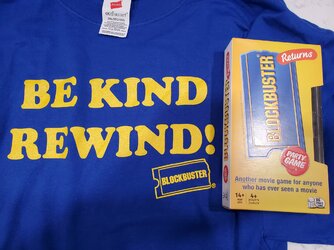 BE KIND
REWIND!
BLOCKBUSTER
Returns
BLOCKBUSTER
PARTY
GAME
Another movie game for anyone
who has ever seen a movie
14+ 4+